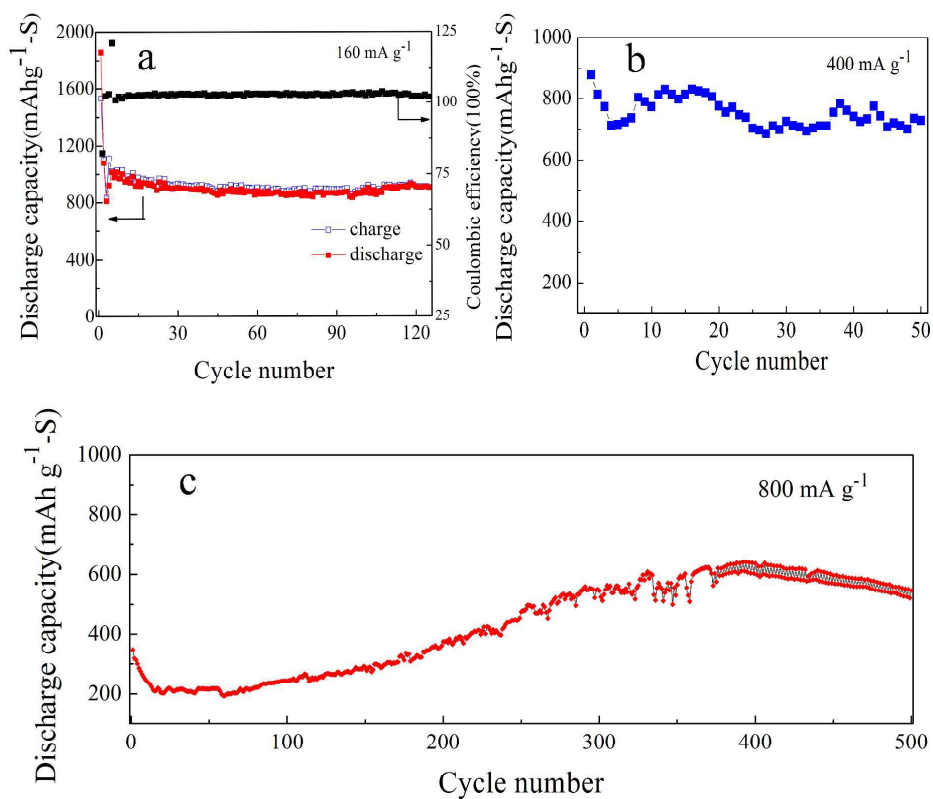 a
160 mA g⁻¹
Discharge capacity(mAhg⁻¹-S)
2000
1600
1200
800
400
0
125
100
75
50
25
Coulombic efficiency(100%)
charge
discharge
0 30 60 90 120
Cycle number
b
400 mA g⁻¹
Discharge capacity(mAhg⁻¹-S)
1000
800
600
400
200
0 10 20 30 40 50
Cycle number
c
800 mA g⁻¹
Discharge capacity(mAh g⁻¹-S)
1000
800
600
400
200
0 100 200 300 400 500
Cycle number